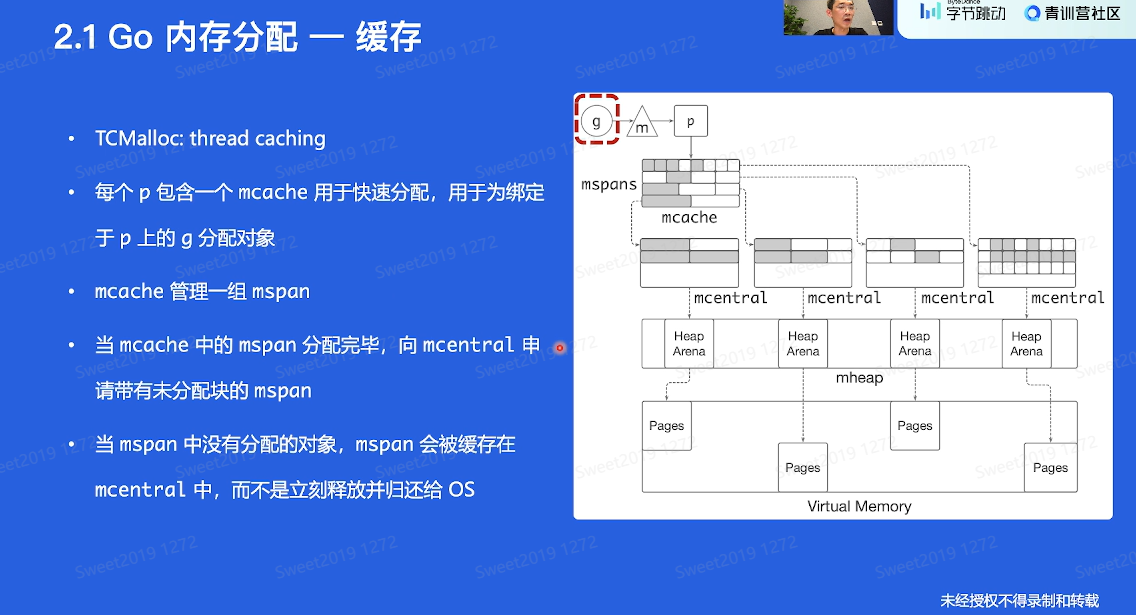 2.1 Go 内存分配 — 缓存
ByteDance
字节跳动
青训营社区
• TCMalloc: thread caching
• 每个 p 包含一个 mcache 用于快速分配，用于为绑定
于 p 上的 g 分配对象
• mcache 管理一组 mspan
• 当 mcache 中的 mspan 分配完毕，向 mcentral 申
请带有未分配块的 mspan
• 当 mspan 中没有分配的对象，mspan 会被缓存在
mcentral 中，而不是立刻释放并归还给 OS
g m p
mspans
mcache
mcentral mcentral mcentral mcentral
Heap Arena Heap Arena Heap Arena Heap Arena
mheap
Pages Pages
Pages Pages
Virtual Memory
Sweet2019 1272
未经授权不得录制和转载